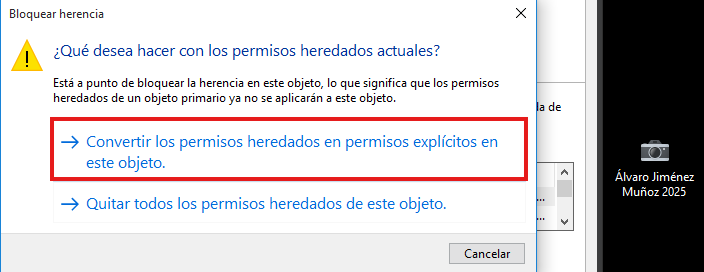 Bloquear herencia
¿Qué desea hacer con los permisos heredados actuales?
Está a punto de bloquear la herencia en este objeto, lo que significa que los permisos
heredados de un objeto primario ya no se aplicarán a este objeto.
Convertir los permisos heredados en permisos explícitos en
este objeto.
Quitar todos los permisos heredados de este objeto.
Cancelar
da de
...
...
Álvaro Jiménez
Muñoz 2025